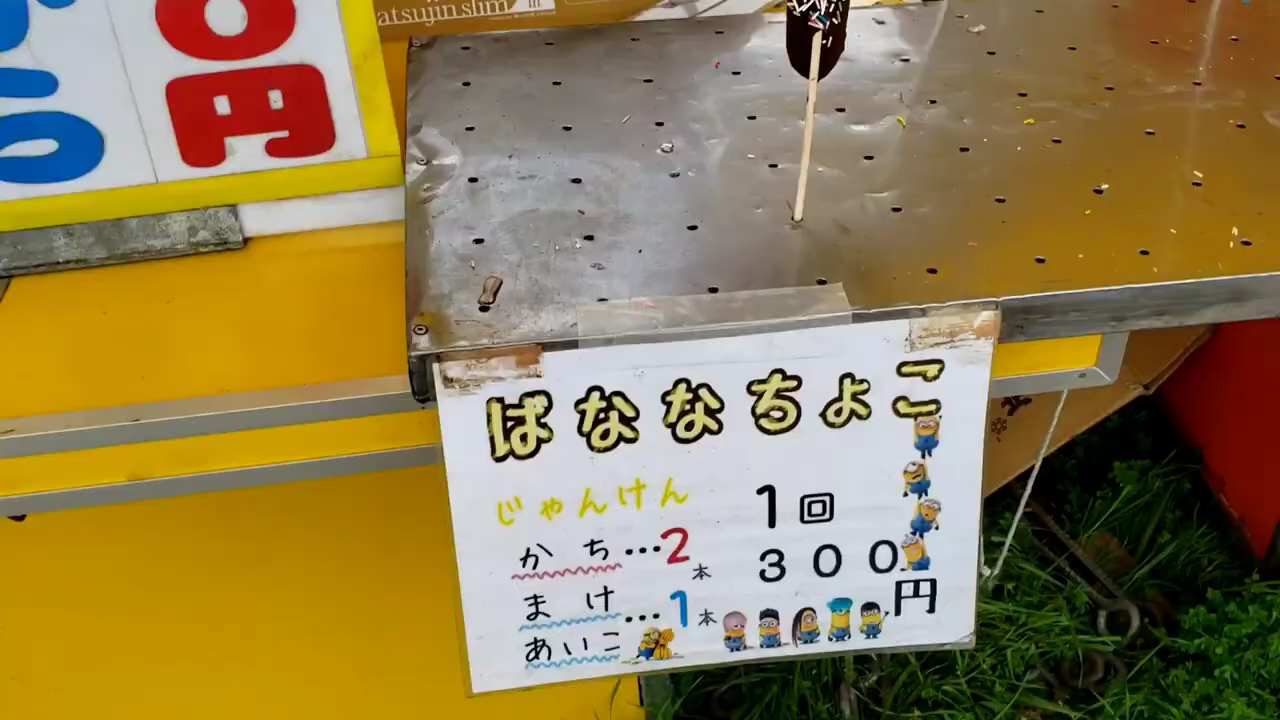 atsujin slim
0円
ばななちょこ
じゃんけん
かち…2本
まけ…1本
あいこ
1回
300円